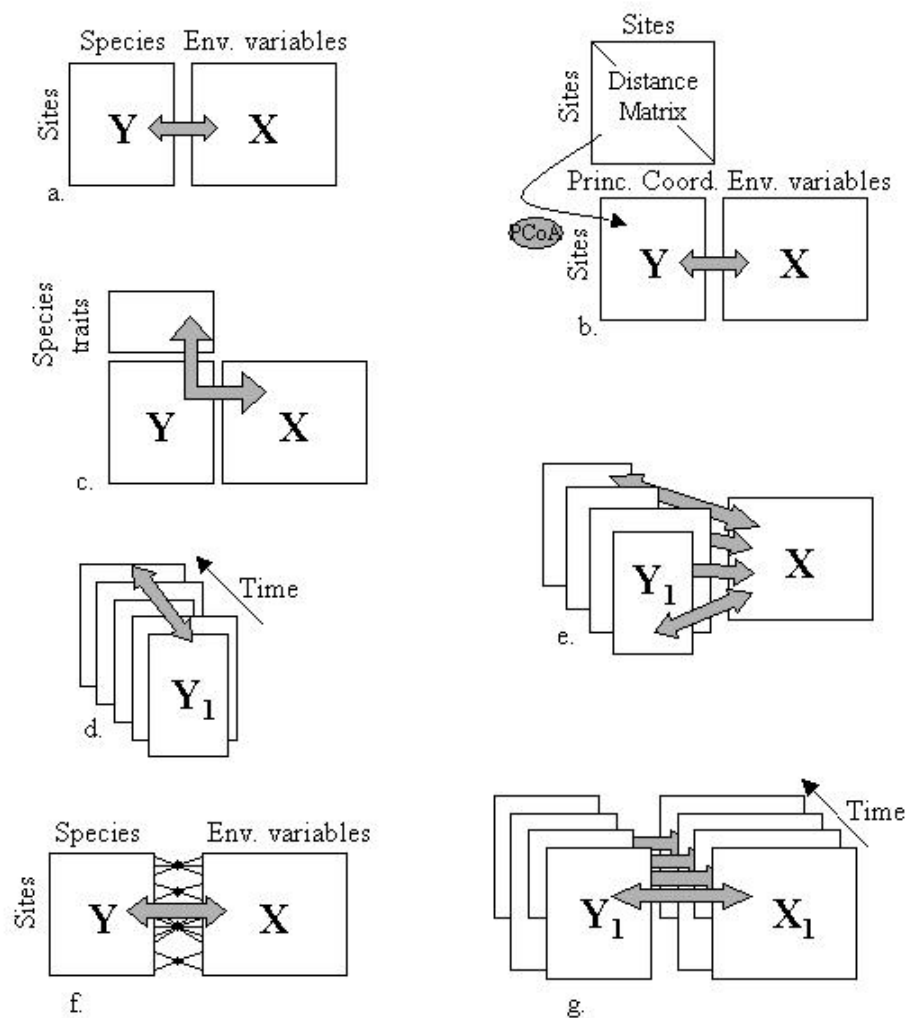 Species Env. variables
Sites
Y X
a.
Sites
Sites
Distance
Matrix
Princ. Coord. Env. variables
PCoA
Sites
Y X
b.
Species
traits
Y X
c.
Time
Y1
d.
Y1 X
e.
Species Env. variables
Sites
Y X
f.
Time
Y1 X1
g.